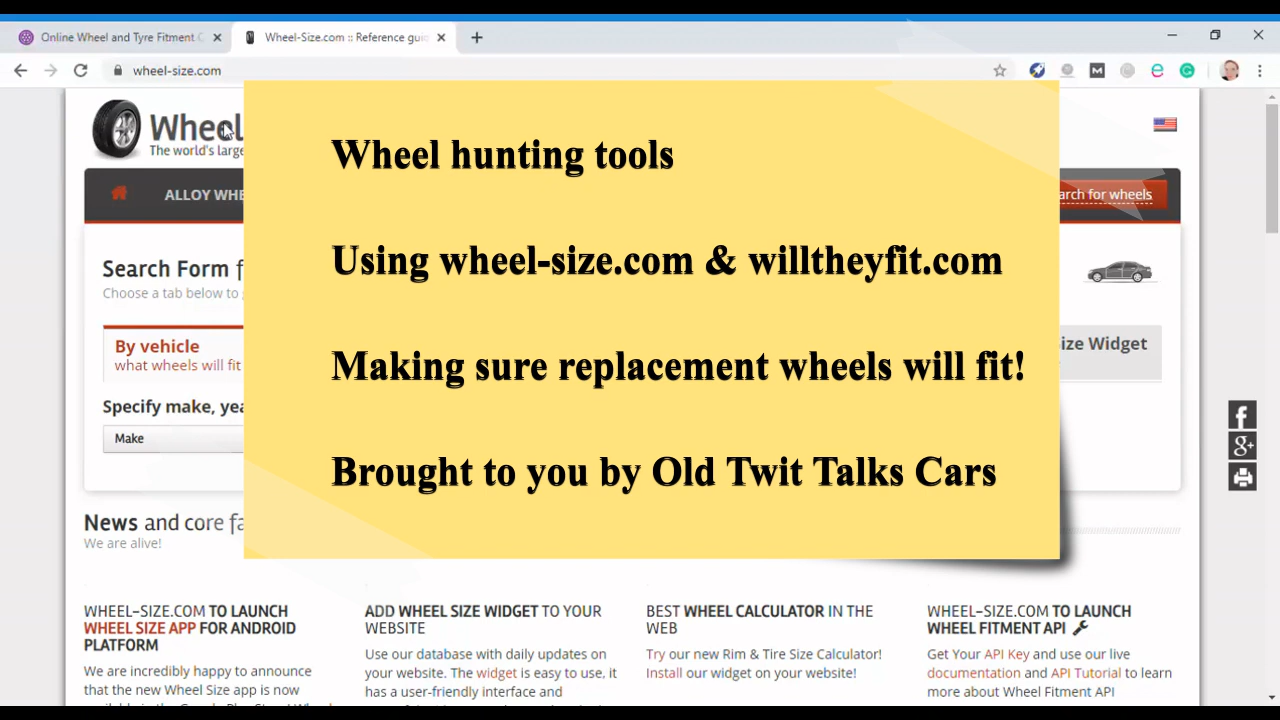 Online Wheel and Tyre Fitment C
Wheel-Size.com :: Reference gui
wheel-size.com
Wheel
The world's large
ALLOY WHE
arch for wheels
Wheel hunting tools
Using wheel-size.com & willtheyfit.com
Making sure replacement wheels will fit!
Brought to you by Old Twit Talks Cars
Search Form f
Choose a tab below to g
By vehicle
what wheels will fit
ize Widget
Specify make, yea
Make
News and core fa
We are alive!
WHEEL-SIZE.COM TO LAUNCH
WHEEL SIZE APP FOR ANDROID
PLATFORM
We are incredibly happy to announce
that the new Wheel Size app is now
ADD WHEEL SIZE WIDGET TO YOUR
WEBSITE
Use our database with daily updates on
your website. The widget is easy to use, it
has a user-friendly interface and
BEST WHEEL CALCULATOR IN THE
WEB
Try our new Rim & Tire Size Calculator!
Install our widget on your website!
WHEEL-SIZE.COM TO LAUNCH
WHEEL FITMENT API
Get Your API Key and use our live
documentation and API Tutorial to learn
more about Wheel Fitment API